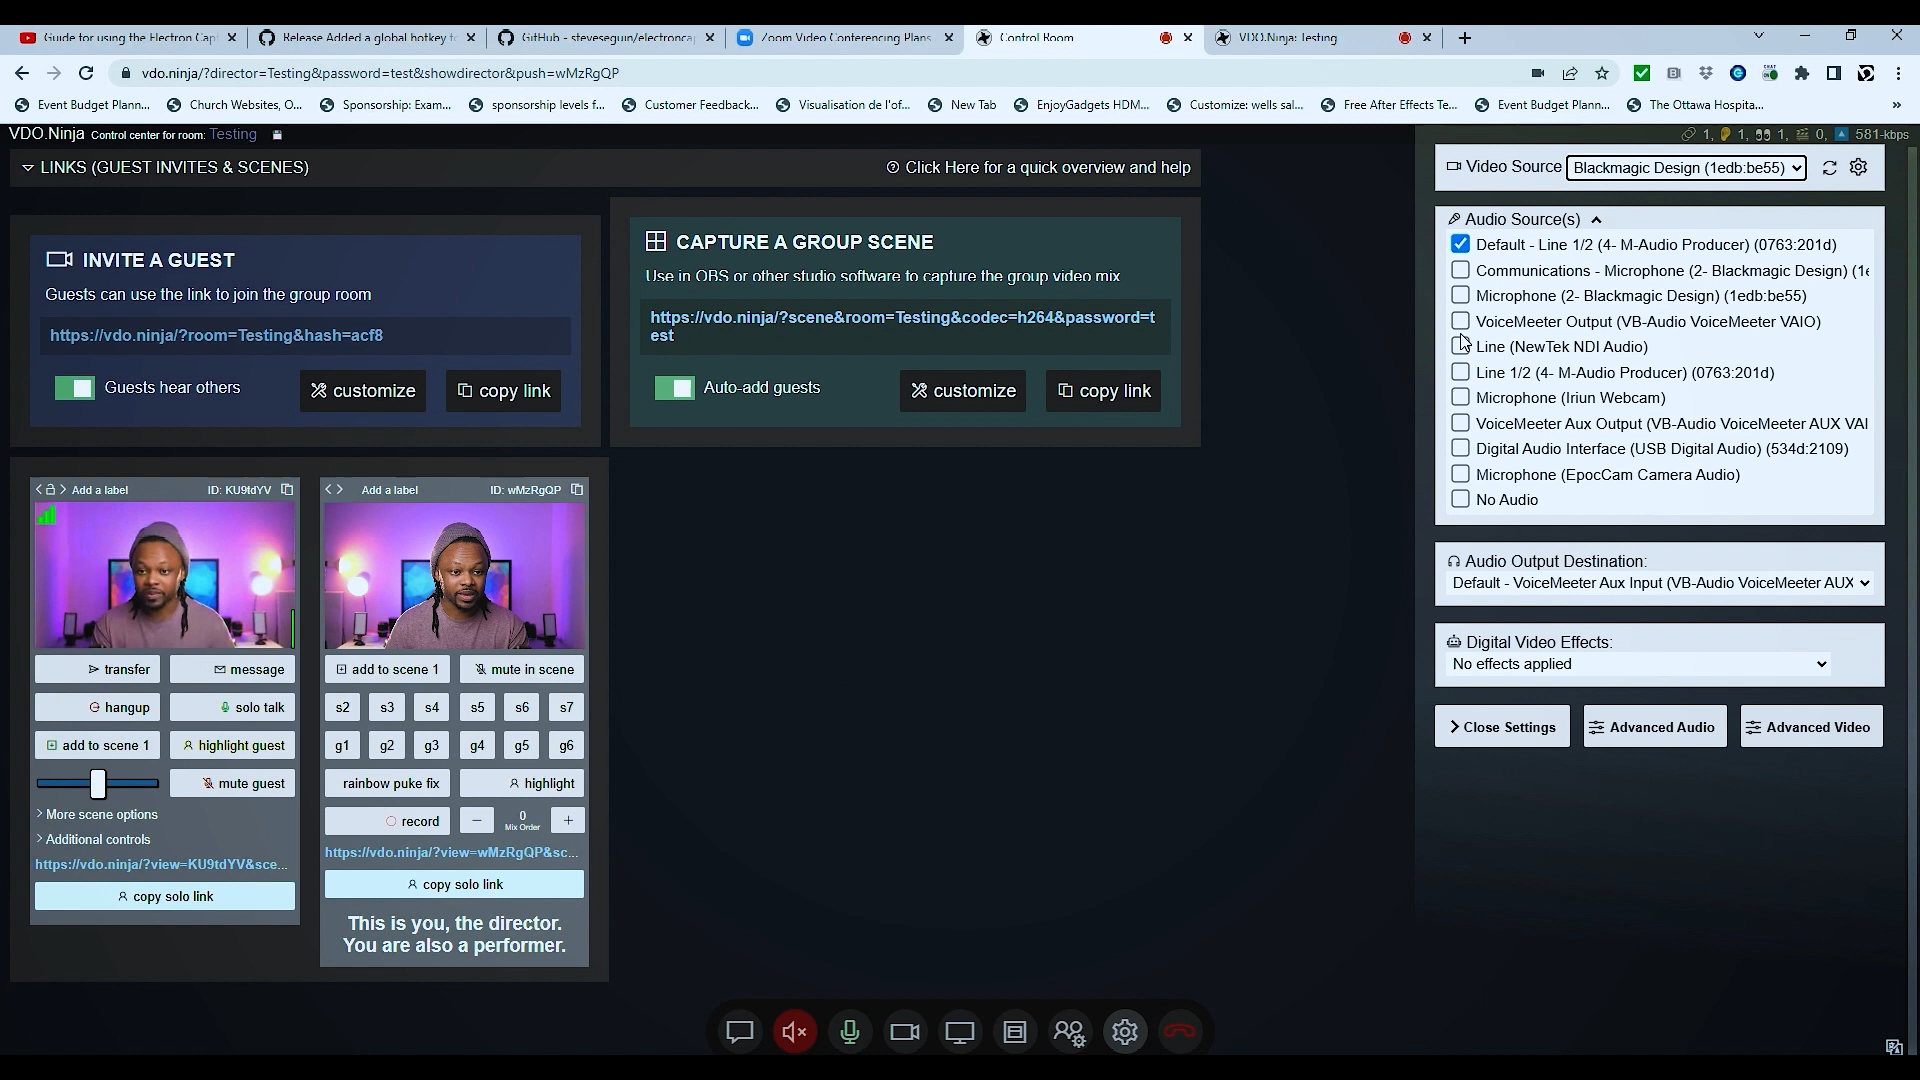 Guide for using the Electron Cap
Release Added a global hotkey to
GitHub - steveseguin/electroncap
Zoom Video Conferencing Plans
Control Room
VDO.Ninja: Testing
vdo.ninja/?director=Testing&password=test&showdirector&push=wMzRgQP
Event Budget Plann...
Church Websites, O...
Sponsorship: Exam...
sponsorship levels f...
Customer Feedback...
Visualisation de l'of...
New Tab
EnjoyGadgets HDM...
Customize: wells sal...
Free After Effects Te...
Event Budget Plann...
The Ottawa Hospita...
»
VDO.Ninja Control center for room: Testing
1, 1, 1, 0, 581-kbps
LINKS (GUEST INVITES & SCENES)
Click Here for a quick overview and help
INVITE A GUEST
Guests can use the link to join the group room
https://vdo.ninja/?room=Testing&hash=acf8
Guests hear others
customize
copy link
CAPTURE A GROUP SCENE
Use in OBS or other studio software to capture the group video mix
https://vdo.ninja/?scene&room=Testing&codec=h264&password=t
est
Auto-add guests
customize
copy link
Add a label
ID: KU9tdYV
transfer
message
hangup
solo talk
add to scene 1
highlight guest
mute guest
More scene options
Additional controls
https://vdo.ninja/?view=KU9tdYV&sce...
copy solo link
Add a label
ID: wMzRgQP
add to scene 1
mute in scene
s2 s3 s4 s5 s6 s7
g1 g2 g3 g4 g5 g6
rainbow puke fix
highlight
record
− 0 +
Mix Order
https://vdo.ninja/?view=wMzRgQP&sc...
copy solo link
This is you, the director.
You are also a performer.
Video Source
Blackmagic Design (1edb:be55)
Audio Source(s)
Default - Line 1/2 (4- M-Audio Producer) (0763:201d)
Communications - Microphone (2- Blackmagic Design) (1e
Microphone (2- Blackmagic Design) (1edb:be55)
VoiceMeeter Output (VB-Audio VoiceMeeter VAIO)
Line (NewTek NDI Audio)
Line 1/2 (4- M-Audio Producer) (0763:201d)
Microphone (Iriun Webcam)
VoiceMeeter Aux Output (VB-Audio VoiceMeeter AUX VAI
Digital Audio Interface (USB Digital Audio) (534d:2109)
Microphone (EpocCam Camera Audio)
No Audio
Audio Output Destination:
Default - VoiceMeeter Aux Input (VB-Audio VoiceMeeter AUX
Digital Video Effects:
No effects applied
Close Settings
Advanced Audio
Advanced Video